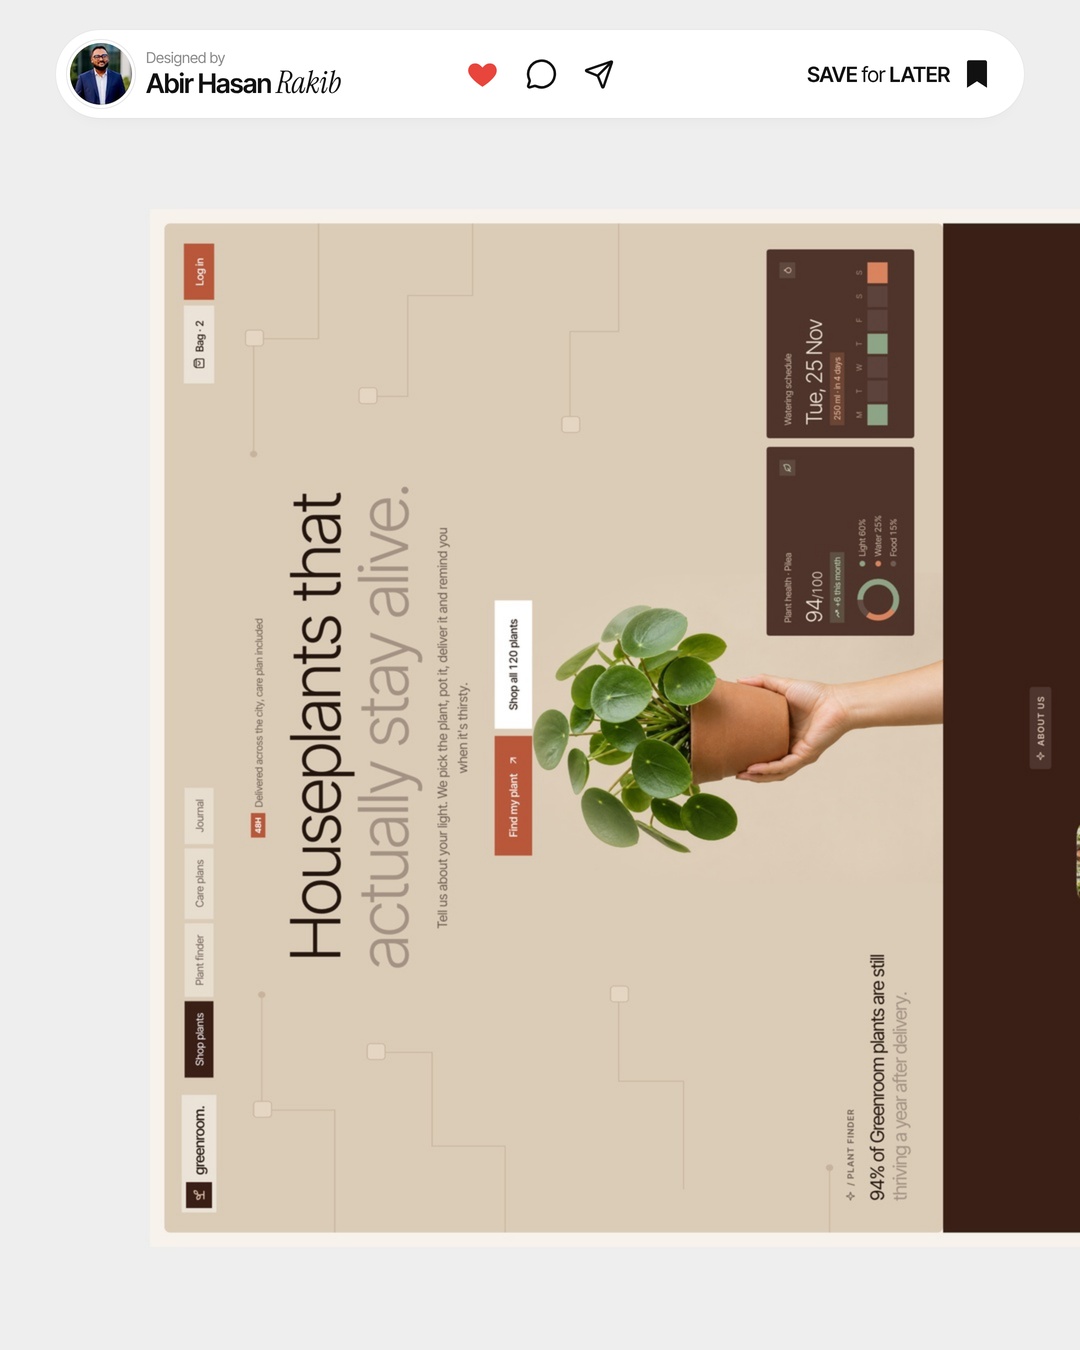 Designed by
Abir Hasan Rakib
SAVE for LATER
greenroom.
Shop plants
Plant finder
Care plans
Journal
Bag · 2
Log in
48H Delivered across the city, care plan included
Houseplants that
actually stay alive.
Tell us about your light. We pick the plant, pot it, deliver it and remind you
when it's thirsty.
Find my plant
Shop all 120 plants
/ PLANT FINDER
94% of Greenroom plants are still
thriving a year after delivery.
Plant health · Pilea
94/100
+6 this month
Light 60%
Water 25%
Food 15%
Watering schedule
Tue, 25 Nov
250 ml · in 4 days
M T W T F S S
ABOUT US